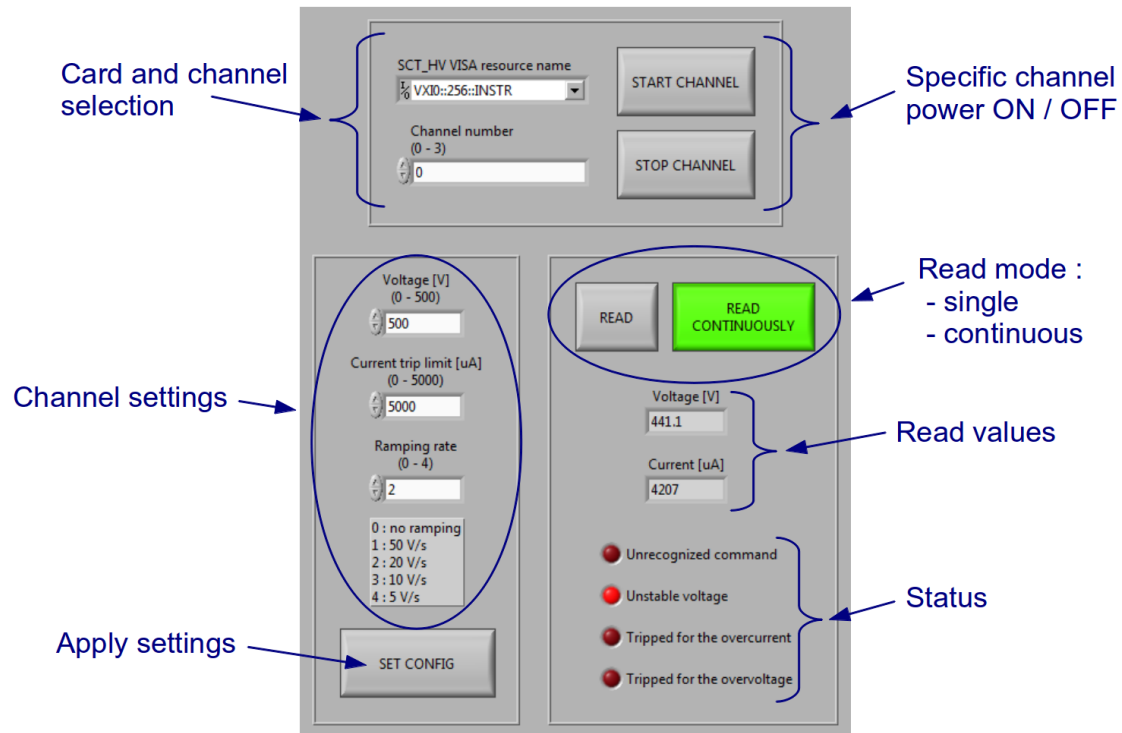 Card and channel
selection
SCT_HV VISA resource name
I/O VXI0::256::INSTR
Channel number
(0 - 3)
0
START CHANNEL
STOP CHANNEL
Specific channel
power ON / OFF
Channel settings
Voltage [V]
(0 - 500)
500
Current trip limit [uA]
(0 - 5000)
5000
Ramping rate
(0 - 4)
2
0 : no ramping
1 : 50 V/s
2 : 20 V/s
3 : 10 V/s
4 : 5 V/s
Apply settings
SET CONFIG
READ
READ
CONTINUOUSLY
Read mode :
- single
- continuous
Voltage [V]
441.1
Current [uA]
4207
Read values
Unrecognized command
Unstable voltage
Tripped for the overcurrent
Tripped for the overvoltage
Status